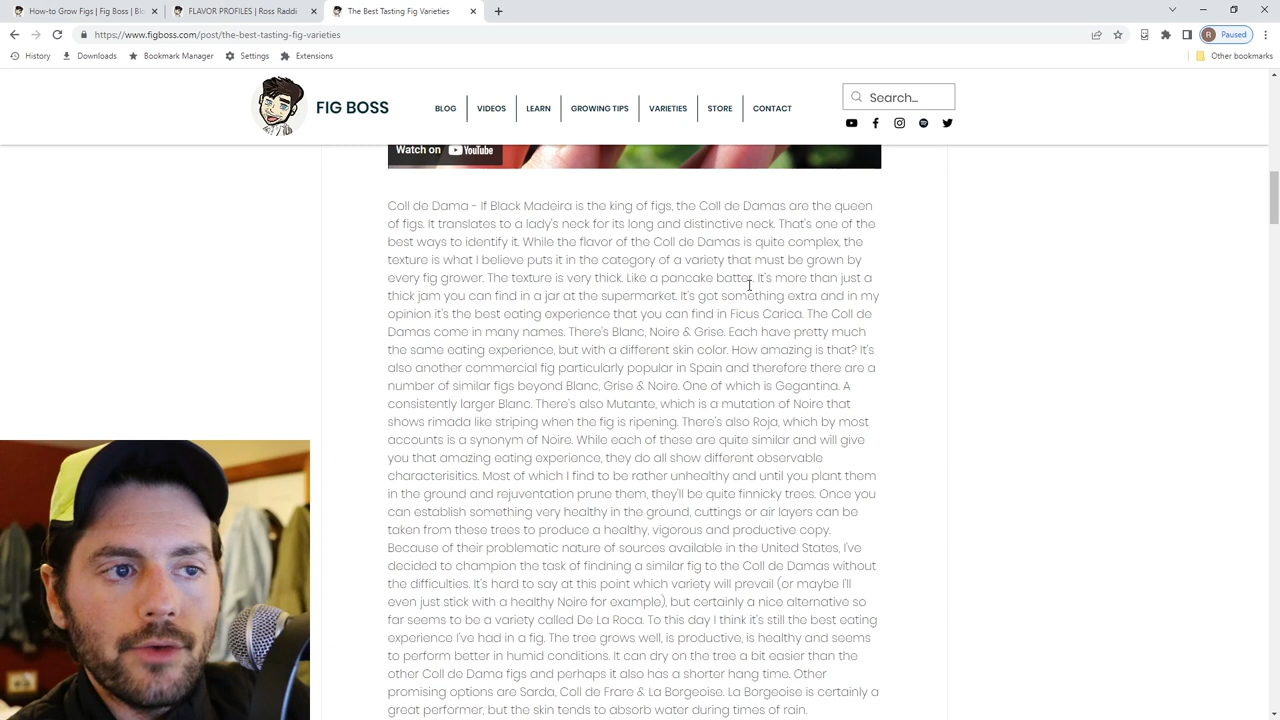 How-to Grow Figs | Fig Boss | Blo
FLAVOR PROFILES | Ross Raddi
The Best Tasting Fig Varieties
https://www.figboss.com/post/the-best-tasting-fig-varieties
R Paused
History Downloads Bookmark Manager Settings Extensions Other bookmarks
FIG BOSS
BLOG VIDEOS LEARN GROWING TIPS VARIETIES STORE CONTACT
Search...
Watch on YouTube
Coll de Dama - If Black Madeira is the king of figs, the Coll de Damas are the queen
of figs. It translates to a lady's neck for its long and distinctive neck. That's one of the
best ways to identify it. While the flavor of the Coll de Damas is quite complex, the
texture is what I believe puts it in the category of a variety that must be grown by
every fig grower. The texture is very thick. Like a pancake batter. It's more than just a
thick jam you can find in a jar at the supermarket. It's got something extra and in my
opinion it's the best eating experience that you can find in Ficus Carica. The Coll de
Damas come in many names. There's Blanc, Noire & Grise. Each have pretty much
the same eating experience, but with a different skin color. How amazing is that? It's
also another commercial fig particularly popular in Spain and therefore there are a
number of similar figs beyond Blanc, Grise & Noire. One of which is Gegantina. A
consistently larger Blanc. There's also Mutante, which is a mutation of Noire that
shows rimada like striping when the fig is ripening. There's also Roja, which by most
accounts is a synonym of Noire. While each of these are quite similar and will give
you that amazing eating experience, they do all show different observable
characterisitics. Most of which I find to be rather unhealthy and until you plant them
in the ground and rejuventation prune them, they'll be quite finnicky trees. Once you
can establish something very healthy in the ground, cuttings or air layers can be
taken from these trees to produce a healthy, vigorous and productive copy.
Because of their problematic nature of sources available in the United States, I've
decided to champion the task of findning a similar fig to the Coll de Damas without
the difficulties. It's hard to say at this point which variety will prevail (or maybe I'll
even just stick with a healthy Noire for example), but certainly a nice alternative so
far seems to be a variety called De La Roca. To this day I think it's still the best eating
experience I've had in a fig. The tree grows well, is productive, is healthy and seems
to perform better in humid conditions. It can dry on the tree a bit easier than the
other Coll de Dama figs and perhaps it also has a shorter hang time. Other
promising options are Sarda, Coll de Frare & La Borgeoise. La Borgeoise is certainly a
great performer, but the skin tends to absorb water during times of rain.